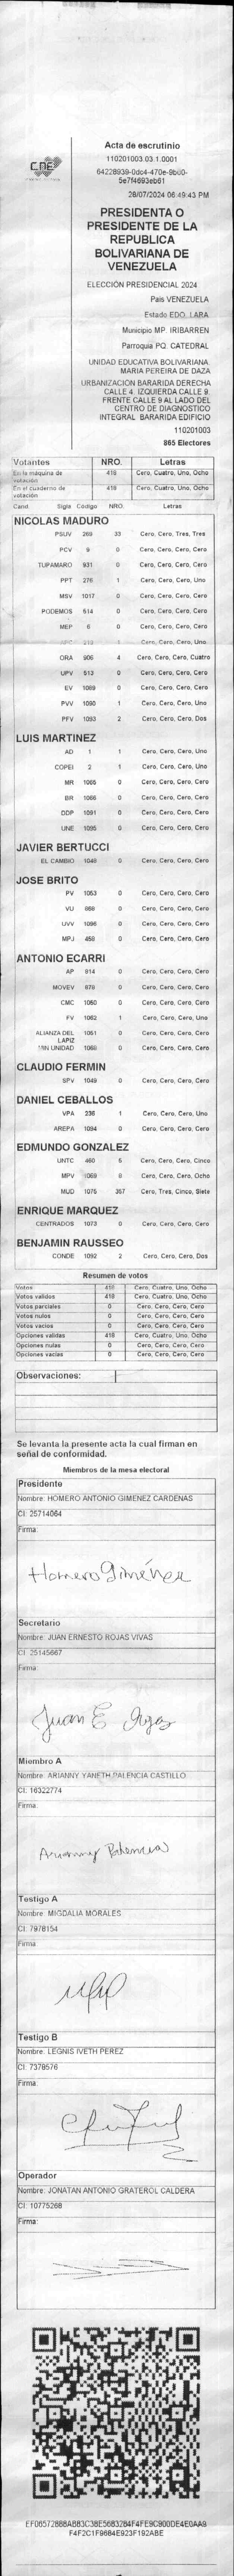 CNE
Acta de escrutinio
110201003.03.1.0001
28/07/2024 06:49:43 PM
PRESIDENTA O
PRESIDENTE DE LA
REPUBLICA
BOLIVARIANA DE
VENEZUELA
ELECCIÓN PRESIDENCIAL 2024
Pais VENEZUELA
Estado EDO. LARA
Municipio MP. IRIBARREN
Parroquia PQ. CATEDRAL
UNIDAD EDUCATIVA BOLIVARIANA
MARIA PEREIRA DE DAZA
URBANIZACION BARARIDA DERECHA
CALLE 4. IZQUIERDA CALLE 8.
FRENTE CALLE 9 AL LADO DEL
CENTRO DE DIAGNOSTICO
INTEGRAL BARARIDA EDIFICIO
110201003
865 Electores
Votantes NRO. Letras
En la máquina de votación 418 Cero, Cuatro, Uno, Ocho
En el cuaderno de votación 418 Cero, Cuatro, Uno, Ocho
Cand Sigla Código NRO. Letras
NICOLAS MADURO
PSUV 269 33 Cero, Cero, Tres, Tres
PCV 9 0 Cero, Cero, Cero, Cero
TUPAMARO 931 0 Cero, Cero, Cero, Cero
PPT 276 1 Cero, Cero, Cero, Uno
MSV 1017 0 Cero, Cero, Cero, Cero
PODEMOS 514 0 Cero, Cero, Cero, Cero
MEP 6 0 Cero, Cero, Cero, Cero
1 Cero, Cero, Cero, Uno
ORA 906 4 Cero, Cero, Cero, Cuatro
UPV 513 0 Cero, Cero, Cero, Cero
EV 1089 0 Cero, Cero, Cero, Cero
PVV 1090 1 Cero, Cero, Cero, Uno
PFV 1093 2 Cero, Cero, Cero, Dos
LUIS MARTINEZ
AD 1 1 Cero, Cero, Cero, Uno
COPEI 2 1 Cero, Cero, Cero, Uno
MR 1065 0 Cero, Cero, Cero, Cero
BR 1066 0 Cero, Cero, Cero, Cero
DDP 1091 0 Cero, Cero, Cero, Cero
UNE 1095 0 Cero, Cero, Cero, Cero
JAVIER BERTUCCI
EL CAMBIO 1048 0 Cero, Cero, Cero, Cero
JOSE BRITO
PV 1053 0 Cero, Cero, Cero, Cero
VU 868 0 Cero, Cero, Cero, Cero
UVV 1096 0 Cero, Cero, Cero, Cero
MPJ 458 0 Cero, Cero, Cero, Cero
ANTONIO ECARRI
AP 814 0 Cero, Cero, Cero, Cero
MOVEV 679 0 Cero, Cero, Cero, Cero
CMC 1050 0 Cero, Cero, Cero, Cero
FV 1062 1 Cero, Cero, Cero, Uno
ALIANZA DEL LAPIZ 1051 0 Cero, Cero, Cero, Cero
MIN UNIDAD 1068 0 Cero, Cero, Cero, Cero
CLAUDIO FERMIN
SPV 1049 0 Cero, Cero, Cero, Cero
DANIEL CEBALLOS
VPA 236 1 Cero, Cero, Cero, Uno
AREPA 1094 0 Cero, Cero, Cero, Cero
EDMUNDO GONZALEZ
UNTC 460 5 Cero, Cero, Cero, Cinco
MPV 1069 8 Cero, Cero, Cero, Ocho
MUD 1075 357 Cero, Tres, Cinco, Siete
ENRIQUE MARQUEZ
CENTRADOS 1073 0 Cero, Cero, Cero, Cero
BENJAMIN RAUSSEO
CONDE 1092 2 Cero, Cero, Cero, Dos
Resumen de votos
Votos 418 Cero, Cuatro, Uno, Ocho
Votos validos 418 Cero, Cuatro, Uno, Ocho
Votos parciales 0 Cero, Cero, Cero, Cero
Votos nulos 0 Cero, Cero, Cero, Cero
Votos vacios 0 Cero, Cero, Cero, Cero
Opciones validas 418 Cero, Cuatro, Uno, Ocho
Opciones nulas 0 Cero, Cero, Cero, Cero
Opciones vacias 0 Cero, Cero, Cero, Cero
Observaciones:
Se levanta la presente acta la cual firman en
señal de conformidad.
Miembros de la mesa electoral
Presidente
Nombre: HOMERO ANTONIO GIMENEZ CARDENAS
CI: 25714064
Firma:
Homero Giménez
Secretario
Nombre: JUAN ERNESTO ROJAS VIVAS
CI: 25145667
Firma:
Juan E Rojas
Miembro A
Nombre: ARIANNY YANETH PALENCIA CASTILLO
CI: 16322774
Firma:
Arianny Palencia
Testigo A
Nombre: MIGDALIA MORALES
CI: 7978154
Firma:
Testigo B
Nombre: LEGNIS IVETH PEREZ
CI: 7378576
Firma:
Operador
Nombre: JONATAN ANTONIO GRATEROL CALDERA
CI: 10775268
Firma: